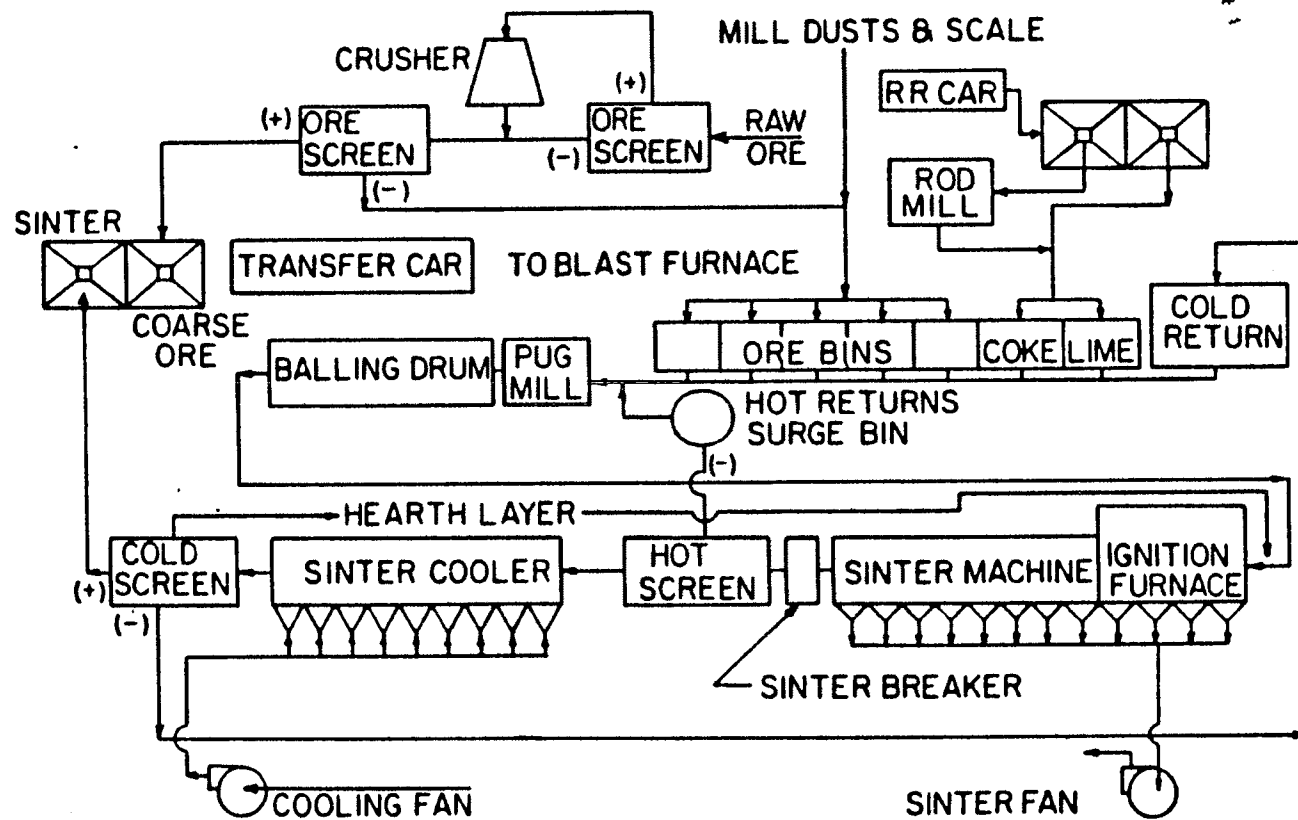 MILL DUSTS & SCALE
CRUSHER
(+)
RR CAR
(+)
ORE
SCREEN
(-)
ORE
SCREEN
RAW
ORE
(-)
ROD
MILL
SINTER
TRANSFER CAR
TO BLAST FURNACE
COARSE
ORE
COLD
RETURN
ORE BINS
COKE
LIME
BALLING DRUM
PUG
MILL
HOT RETURNS
SURGE BIN
(-)
HEARTH LAYER
COLD
SCREEN
(+)
(-)
SINTER COOLER
HOT
SCREEN
SINTER MACHINE
IGNITION
FURNACE
SINTER BREAKER
COOLING FAN
SINTER FAN